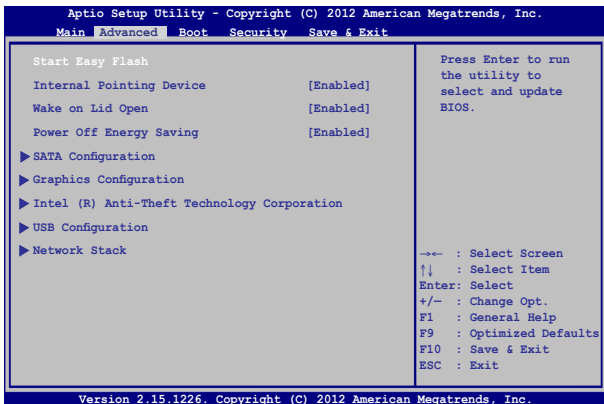 Aptio Setup Utility - Copyright (C) 2012 American Megatrends, Inc.
Main Advanced Boot Security Save & Exit
Start Easy Flash
Internal Pointing Device [Enabled]
Wake on Lid Open [Enabled]
Power Off Energy Saving [Enabled]
SATA Configuration
Graphics Configuration
Intel (R) Anti-Theft Technology Corporation
USB Configuration
Network Stack
Press Enter to run
the utility to
select and update
BIOS.
→← : Select Screen
↑↓ : Select Item
Enter: Select
+/— : Change Opt.
F1 : General Help
F9 : Optimized Defaults
F10 : Save & Exit
ESC : Exit
Version 2.15.1226. Copyright (C) 2012 American Megatrends, Inc.